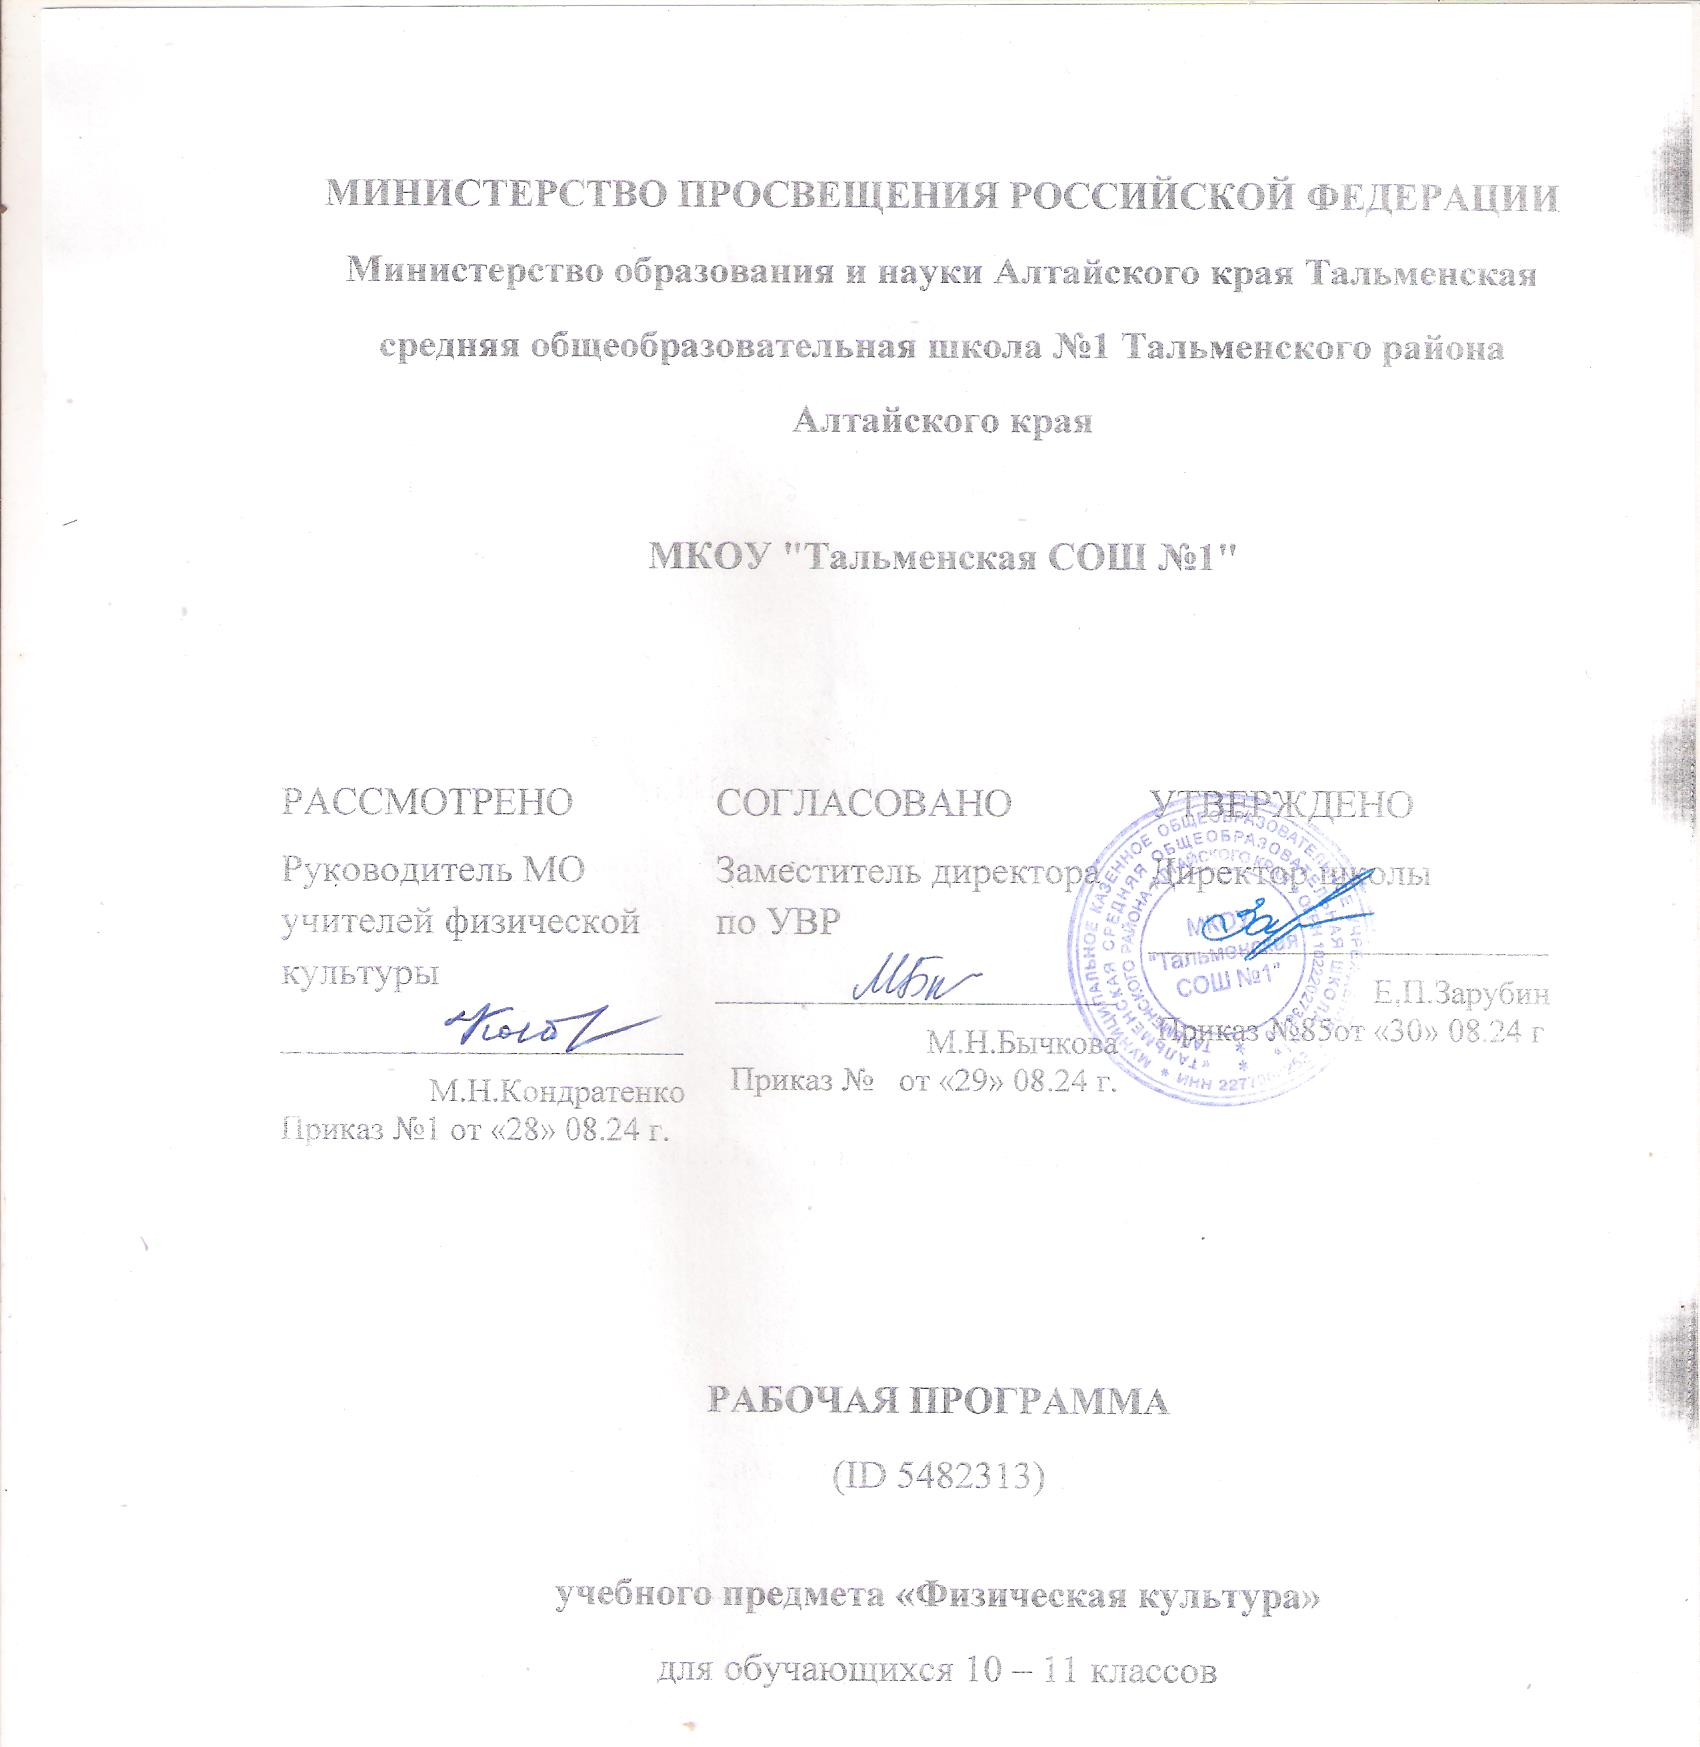 МИНИСТЕРСТВО ПРОСВЕЩЕНИЯ РОССИЙСКОЙ ФЕДЕРАЦИИ
Министерство образования и науки Алтайского края Тальменская
средняя общеобразовательная школа №1 Тальменского района
Алтайского края
МКОУ "Тальменская СОШ №1"
РАССМОТРЕНО
Руководитель МО
учителей физической
культуры
М.Н.Кондратенко
Приказ №1 от «28» 08.24 г.
СОГЛАСОВАНО
Заместитель директора
по УВР
М.Н.Бычкова
Приказ № от «29» 08.24 г.
УТВЕРЖДЕНО
Директор школы
Е.П.Зарубин
Приказ №85от «30» 08.24 г
МКОУ
"Тальменская
СОШ №1"
РАБОЧАЯ ПРОГРАММА
(ID 5482313)
учебного предмета «Физическая культура»
для обучающихся 10 – 11 классов